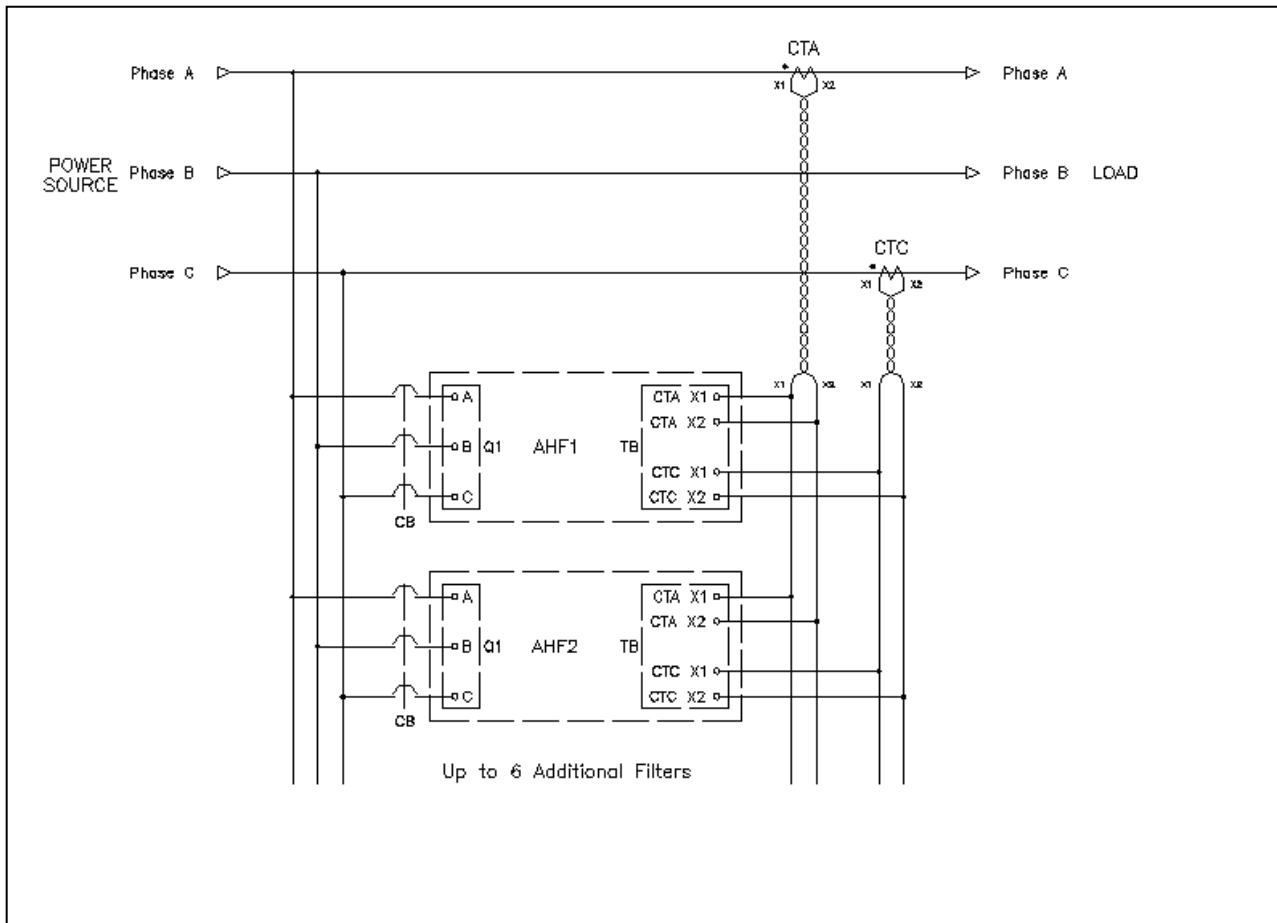 CTA
Phase A
Phase A
X1 X2
POWER
SOURCE
Phase B
Phase B LOAD
CTC
Phase C
Phase C
X1 X2
X1 X2 X1 X2
A
B Q1
C
AHF1
TB
CTA X1
CTA X2
CTC X1
CTC X2
CB
A
B Q1
C
AHF2
TB
CTA X1
CTA X2
CTC X1
CTC X2
CB
Up to 6 Additional Filters